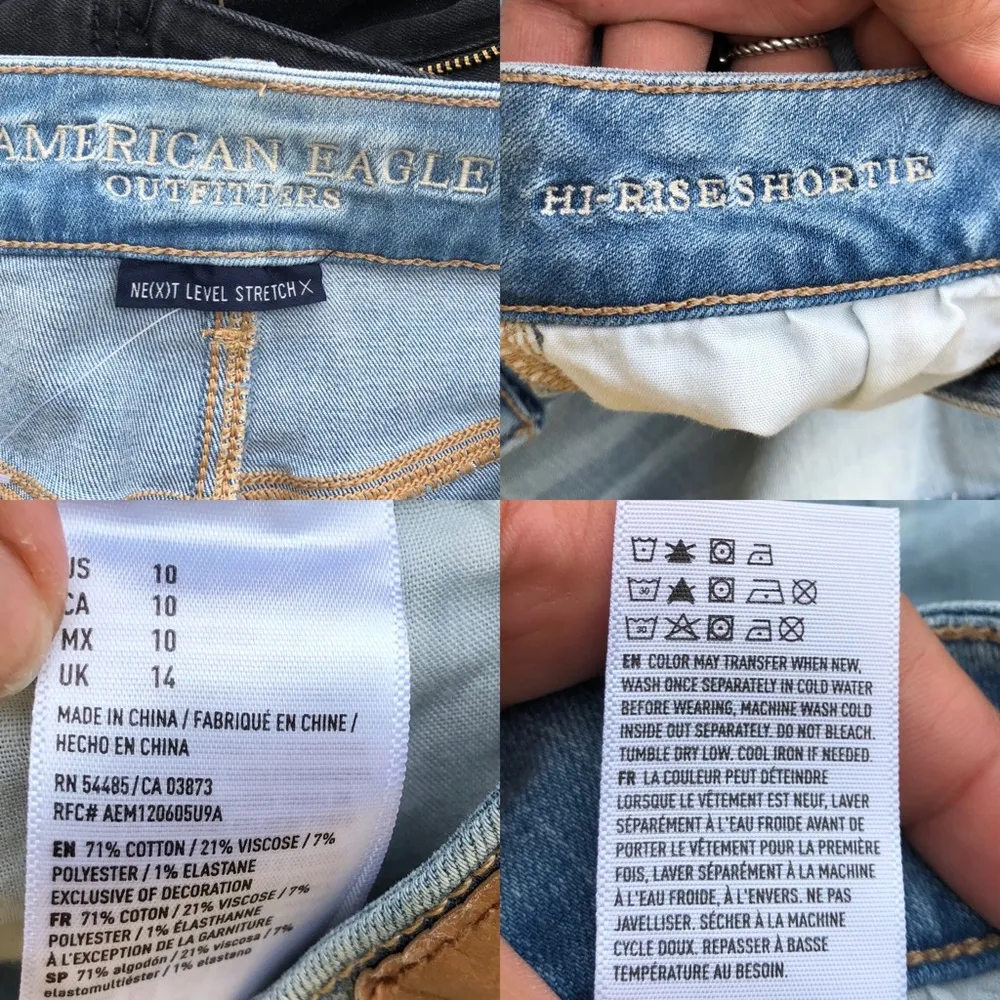 AMERICAN EAGLE
OUTFITTERS
NE(X)T LEVEL STRETCH X
HI-RISE SHORTIE
US 10
CA 10
MX 10
UK 14
MADE IN CHINA / FABRIQUÉ EN CHINE /
HECHO EN CHINA
RN 54485/CA 03873
RFC# AEM120605U9A
EN 71% COTTON / 21% VISCOSE / 7%
POLYESTER / 1% ELASTANE
EXCLUSIVE OF DECORATION
FR 71% COTON / 21% VISCOSE / 7%
POLYESTER / 1% ÉLASTHANNE
À L'EXCEPTION DE LA GARNITURE
SP 71% algodón / 21% viscosa / 7%
elastomultiéster / 1% elastano
30
30
EN COLOR MAY TRANSFER WHEN NEW,
WASH ONCE SEPARATELY IN COLD WATER
BEFORE WEARING, MACHINE WASH COLD
INSIDE OUT SEPARATELY. DO NOT BLEACH.
TUMBLE DRY LOW. COOL IRON IF NEEDED.
FR LA COULEUR PEUT DÉTEINDRE
LORSQUE LE VÊTEMENT EST NEUF, LAVER
SÉPARÉMENT À L'EAU FROIDE AVANT DE
PORTER LE VÊTEMENT POUR LA PREMIÈRE
FOIS, LAVER SÉPARÉMENT À LA MACHINE
À L'EAU FROIDE, À L'ENVERS. NE PAS
JAVELLISER. SÉCHER À LA MACHINE
CYCLE DOUX. REPASSER À BASSE
TEMPÉRATURE AU BESOIN.